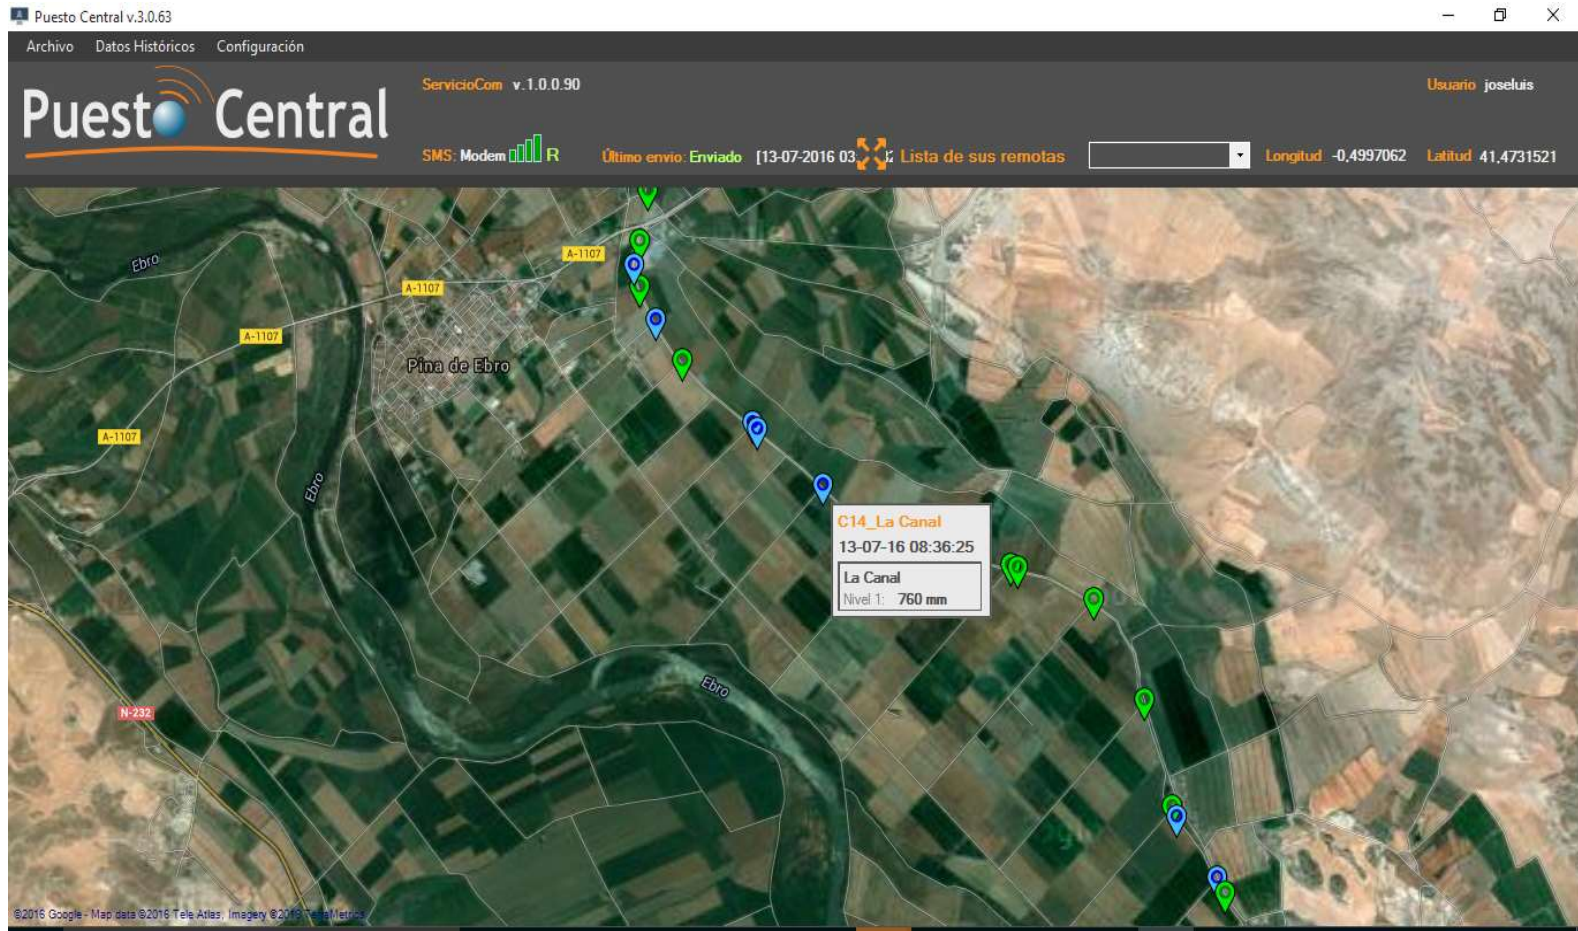 Puesto Central v.3.0.63
Archivo Datos Históricos Configuración
Puesto Central
ServicioCom v.1.0.0.90
Usuario joseluis
SMS: Modem R Último envio: Enviado [13-07-2016 03 Lista de sus remotas Longitud -0,4997062 Latitud 41,4731521
A-1107
Ebro
A-1107
A-1107
Pina de Ebro
A-1107
Ebro
C14_La Canal
13-07-16 08:36:25
La Canal
Nivel 1: 760 mm
Ebro
N-232
©2016 Google - Map data ©2016 Tele Atlas, Imagery ©2016 TerraMetrics